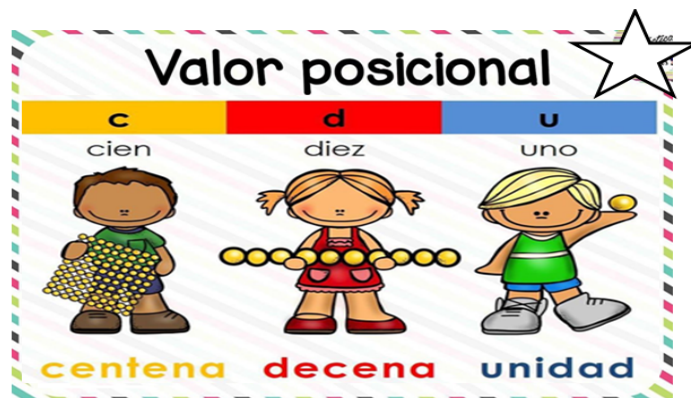 Valor posicional
c d u
cien diez uno
centena decena unidad